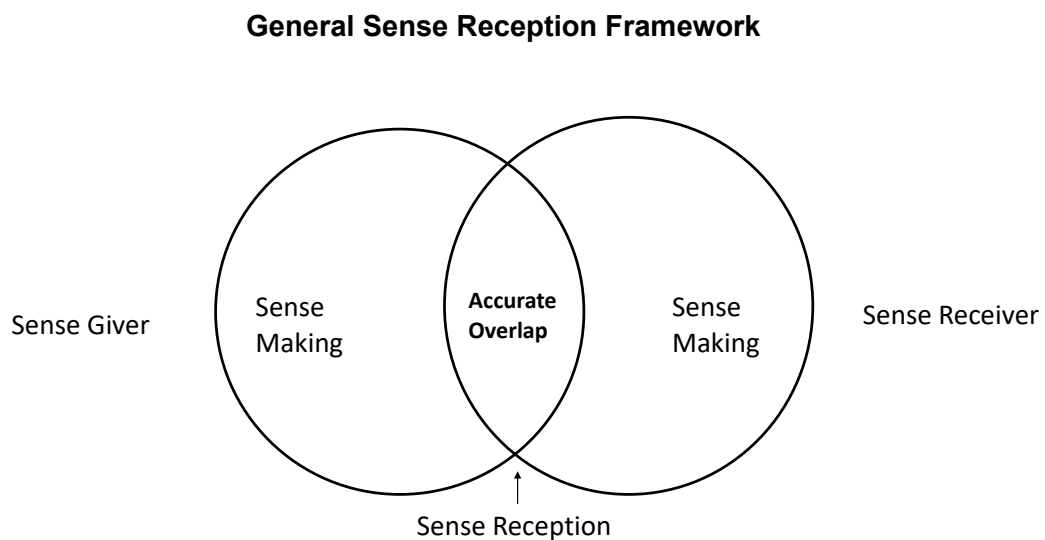 General Sense Reception Framework
Sense Giver
Sense
Making
Accurate
Overlap
Sense
Making
Sense Receiver
Sense Reception